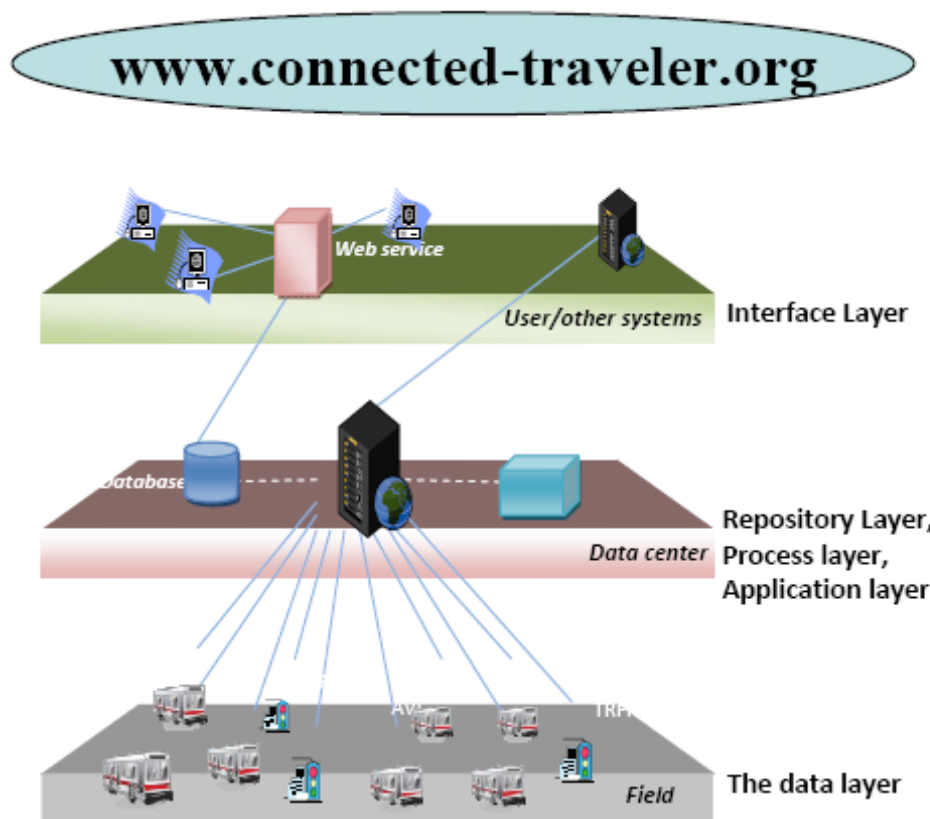 www.connected-traveler.org
Web service
User/other systems
Interface Layer
Database
Data center
Repository Layer,
Process layer,
Application layer
Field
The data layer